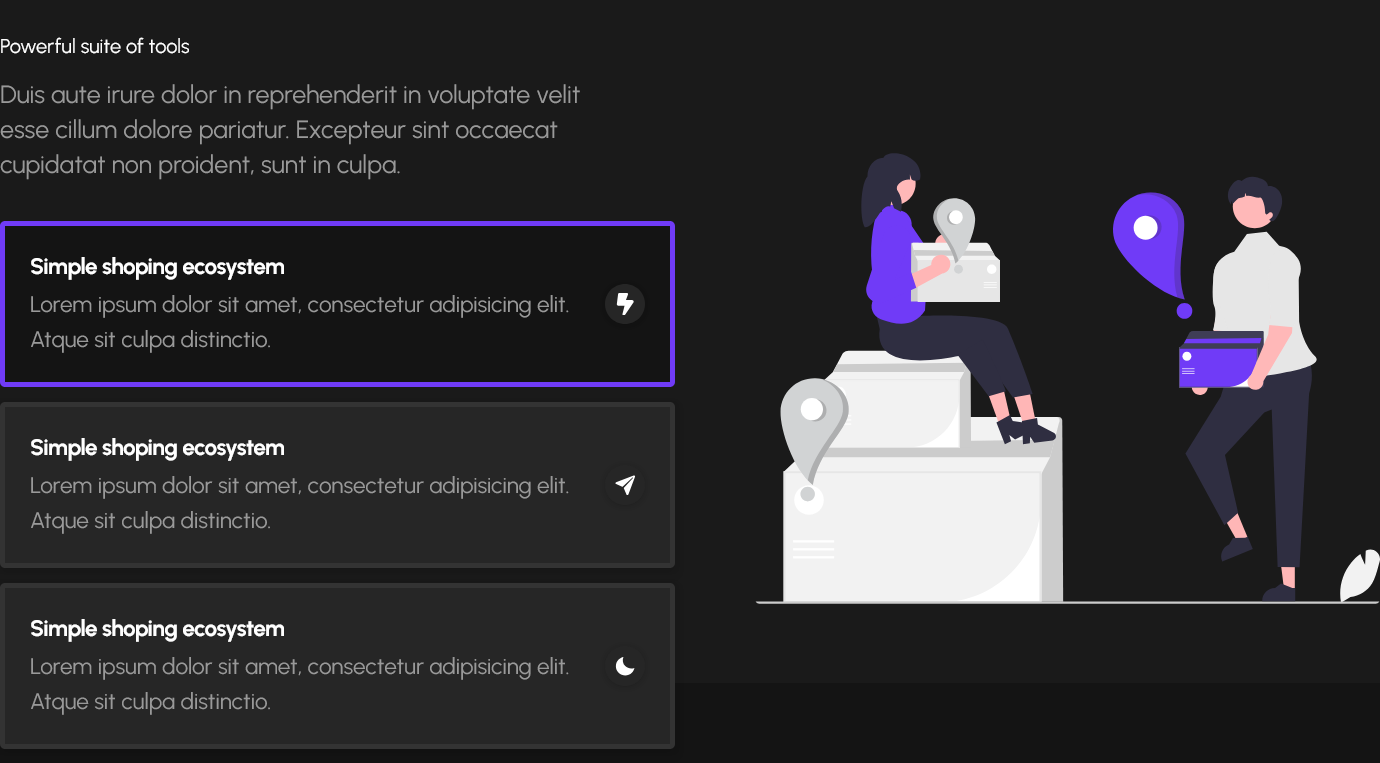 Powerful suite of tools
Duis aute irure dolor in reprehenderit in voluptate velit
esse cillum dolore pariatur. Excepteur sint occaecat
cupidatat non proident, sunt in culpa.
Simple shoping ecosystem
Lorem ipsum dolor sit amet, consectetur adipisicing elit.
Atque sit culpa distinctio.
Simple shoping ecosystem
Lorem ipsum dolor sit amet, consectetur adipisicing elit.
Atque sit culpa distinctio.
Simple shoping ecosystem
Lorem ipsum dolor sit amet, consectetur adipisicing elit.
Atque sit culpa distinctio.